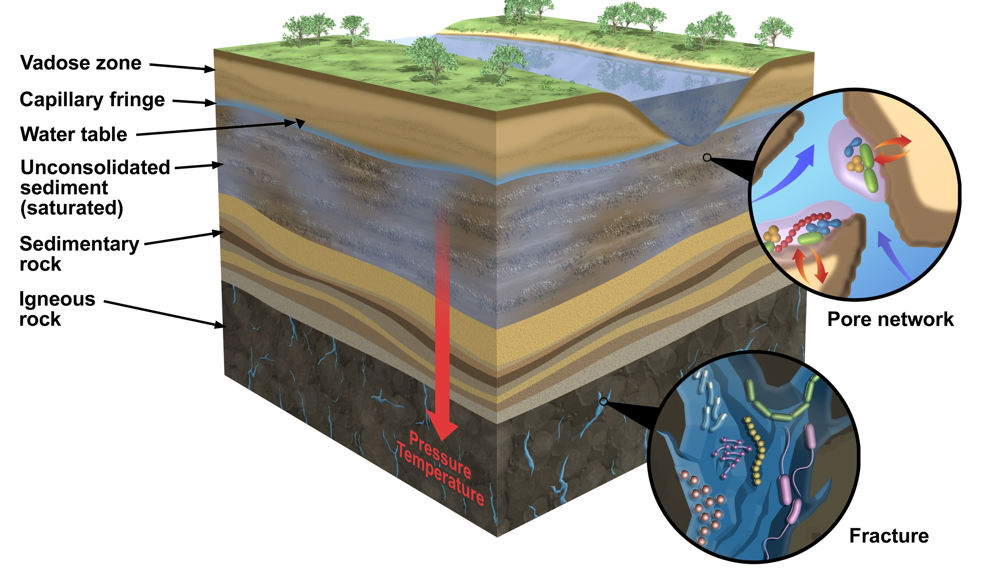 Vadose zone
Capillary fringe
Water table
Unconsolidated
sediment
(saturated)
Sedimentary
rock
Igneous
rock
Pressure
Temperature
Pore network
Fracture